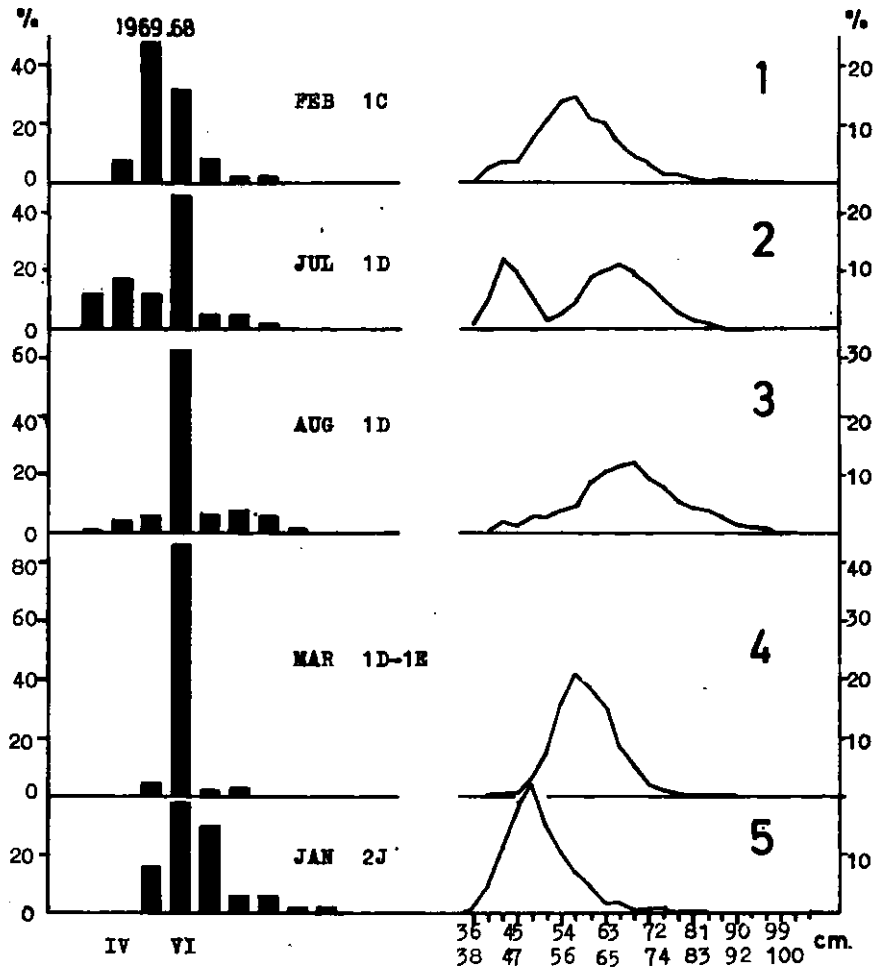 % 1969.68 %
40 20
20 FEB 1C 1 10
0
40 20
20 JUL 1D 2 10
0
60 30
40 AUG 1D 3 20
20 10
0
80 40
60 30
40 MAR 1D-1E 4 20
20 10
0
20 JAN 2J 5 10
0
36 45 54 63 72 81 90 99 cm.
IV VI 38 47 56 65 74 83 92 100